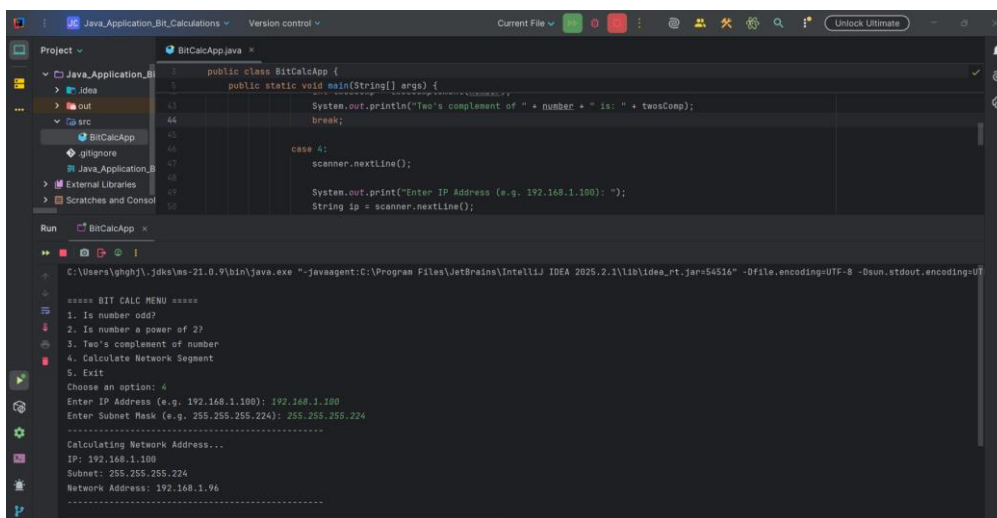 JC Java_Application_Bit_Calculations Version control Current File Unlock Ultimate
Project BitCalcApp.java
Java_Application_Bi
.idea
out
src
BitCalcApp
.gitignore
Java_Application_B
External Libraries
Scratches and Consol
3 public class BitCalcApp {
5 public static void main(String[] args) {
43 System.out.println("Two's complement of " + number + " is: " + twosComp);
44 break;
45
46 case 4:
47 scanner.nextLine();
48
49 System.out.print("Enter IP Address (e.g. 192.168.1.100): ");
50 String ip = scanner.nextLine();
Run BitCalcApp
C:\Users\ghghj\.jdks\ms-21.0.9\bin\java.exe "-javaagent:C:\Program Files\JetBrains\IntelliJ IDEA 2025.2.1\lib\idea_rt.jar=54516" -Dfile.encoding=UTF-8 -Dsun.stdout.encoding=UT
===== BIT CALC MENU =====
1. Is number odd?
2. Is number a power of 2?
3. Two's complement of number
4. Calculate Network Segment
5. Exit
Choose an option: 4
Enter IP Address (e.g. 192.168.1.100): 192.168.1.100
Enter Subnet Mask (e.g. 255.255.255.224): 255.255.255.224
------------------------------------------------
Calculating Network Address...
IP: 192.168.1.100
Subnet: 255.255.255.224
Network Address: 192.168.1.96
------------------------------------------------